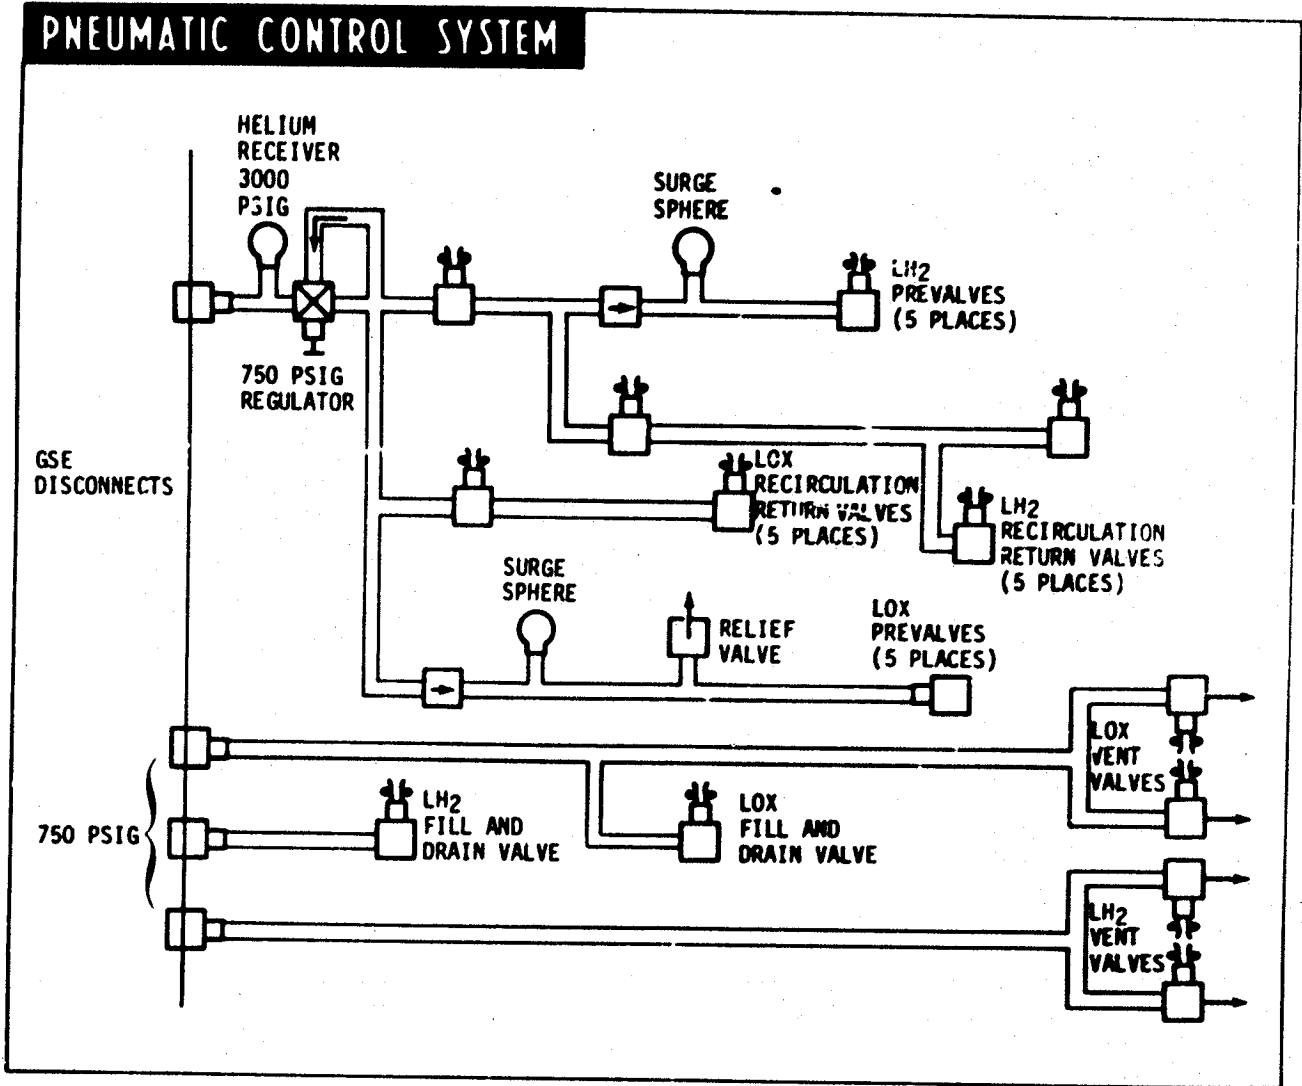 PNEUMATIC CONTROL SYSTEM
HELIUM
RECEIVER
3000
PSIG
SURGE
SPHERE
LH2
PREVALVES
(5 PLACES)
750 PSIG
REGULATOR
GSE
DISCONNECTS
LOX
RECIRCULATION
RETURN VALVES
(5 PLACES)
LH2
RECIRCULATION
RETURN VALVES
(5 PLACES)
SURGE
SPHERE
RELIEF
VALVE
LOX
PREVALVES
(5 PLACES)
LOX
VENT
VALVES
750 PSIG
LH2
FILL AND
DRAIN VALVE
LOX
FILL AND
DRAIN VALVE
LH2
VENT
VALVES